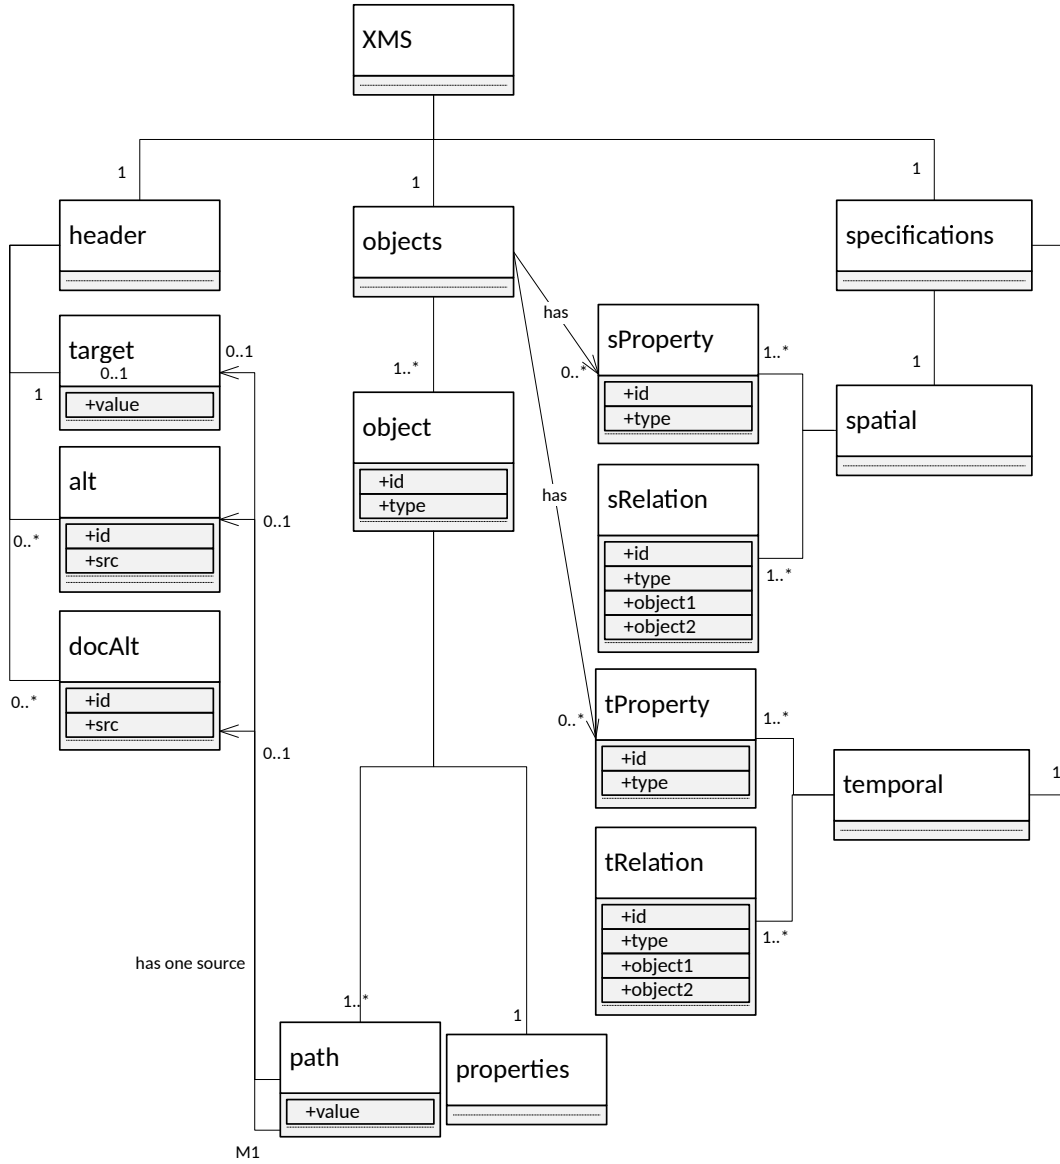 XMS
1
1
1
header
objects
specifications
has
sProperty
1..*
0..*
+id
+type
target
0..1
0..1
1
+value
1..*
1
object
+id
+type
spatial
alt
+id
+src
0..*
0..1
has
sRelation
+id
+type
+object1
+object2
1..*
docAlt
+id
+src
0..*
0..1
tProperty
0..*
1..*
+id
+type
temporal
1
tRelation
+id
+type
+object1
+object2
1..*
has one source
1..*
1
path
+value
properties
M1